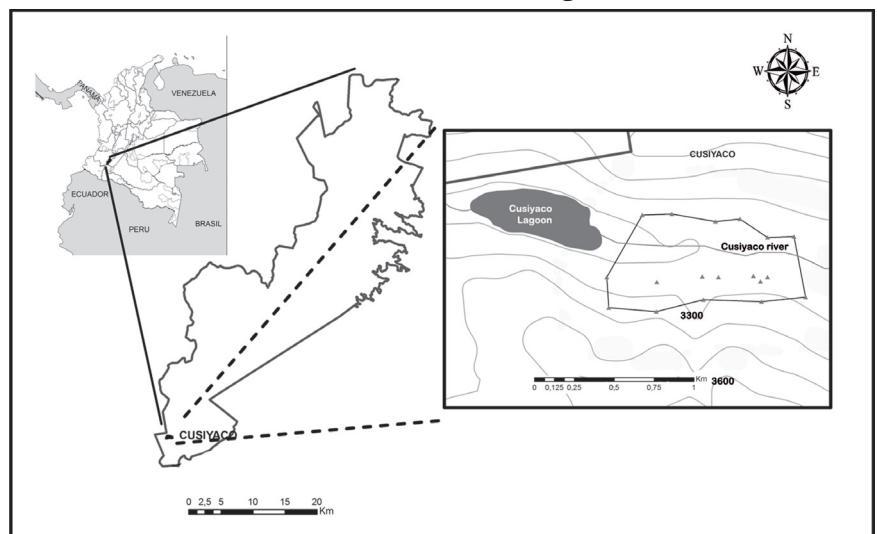 N
W E
S
PANAMÁ
VENEZUELA
ECUADOR
PERU
BRASIL
CUSIYACO
Cusiyaco
Lagoon
Cusiyaco river
3300
Km
0 0,125 0,25 0,5 0,75 1
3600
CUSIYACO
0 2,5 5 10 15 20
Km